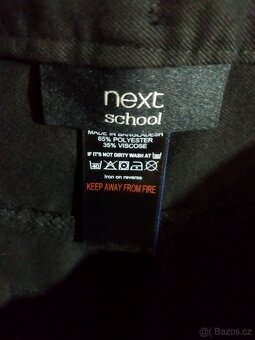 next
school
MADE IN BANGLADESH
65% POLYESTER
35% VISCOSE
IF IT'S NOT DIRTY WASH AT
40
Iron on reverse
KEEP AWAY FROM FIRE
Bazos.cz